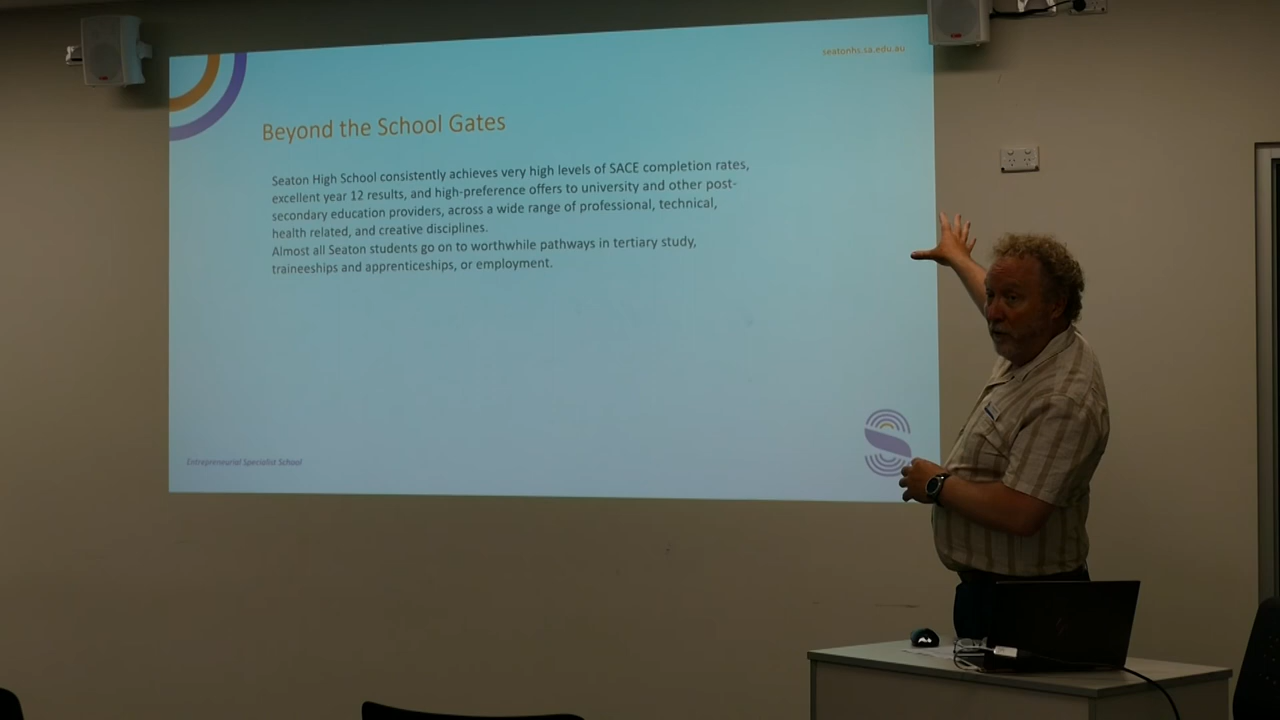 seatonhs.sa.edu.au
Beyond the School Gates
Seaton High School consistently achieves very high levels of SACE completion rates,
excellent year 12 results, and high-preference offers to university and other post-
secondary education providers, across a wide range of professional, technical,
health related, and creative disciplines.
Almost all Seaton students go on to worthwhile pathways in tertiary study,
traineeships and apprenticeships, or employment.
Entrepreneurial Specialist School